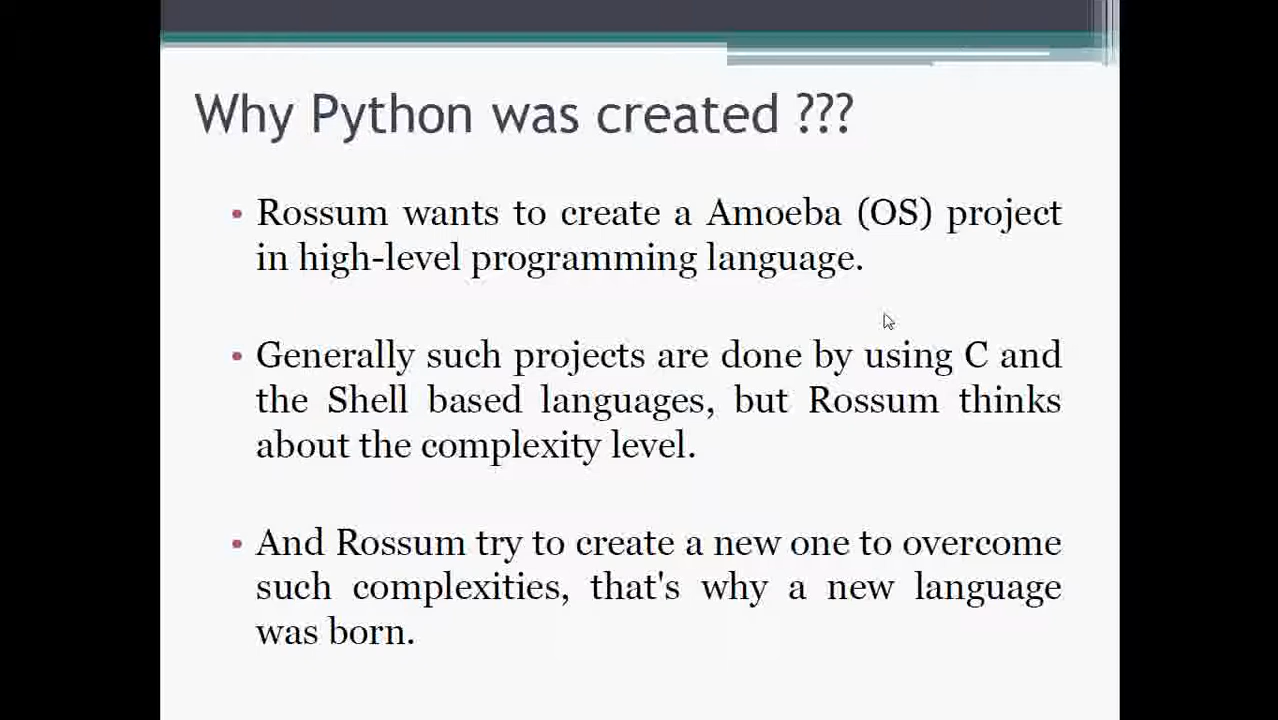 Why Python was created ???
• Rossum wants to create a Amoeba (OS) project
in high-level programming language.
• Generally such projects are done by using C and
the Shell based languages, but Rossum thinks
about the complexity level.
• And Rossum try to create a new one to overcome
such complexities, that's why a new language
was born.